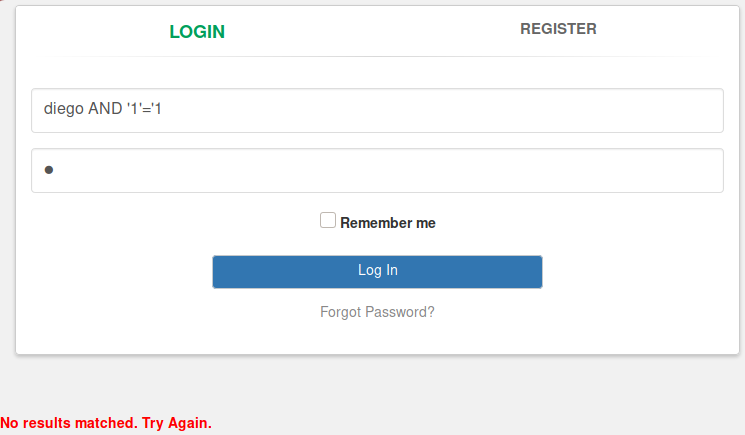 LOGIN
REGISTER
diego AND '1'='1
●
Remember me
Log In
Forgot Password?
No results matched. Try Again.